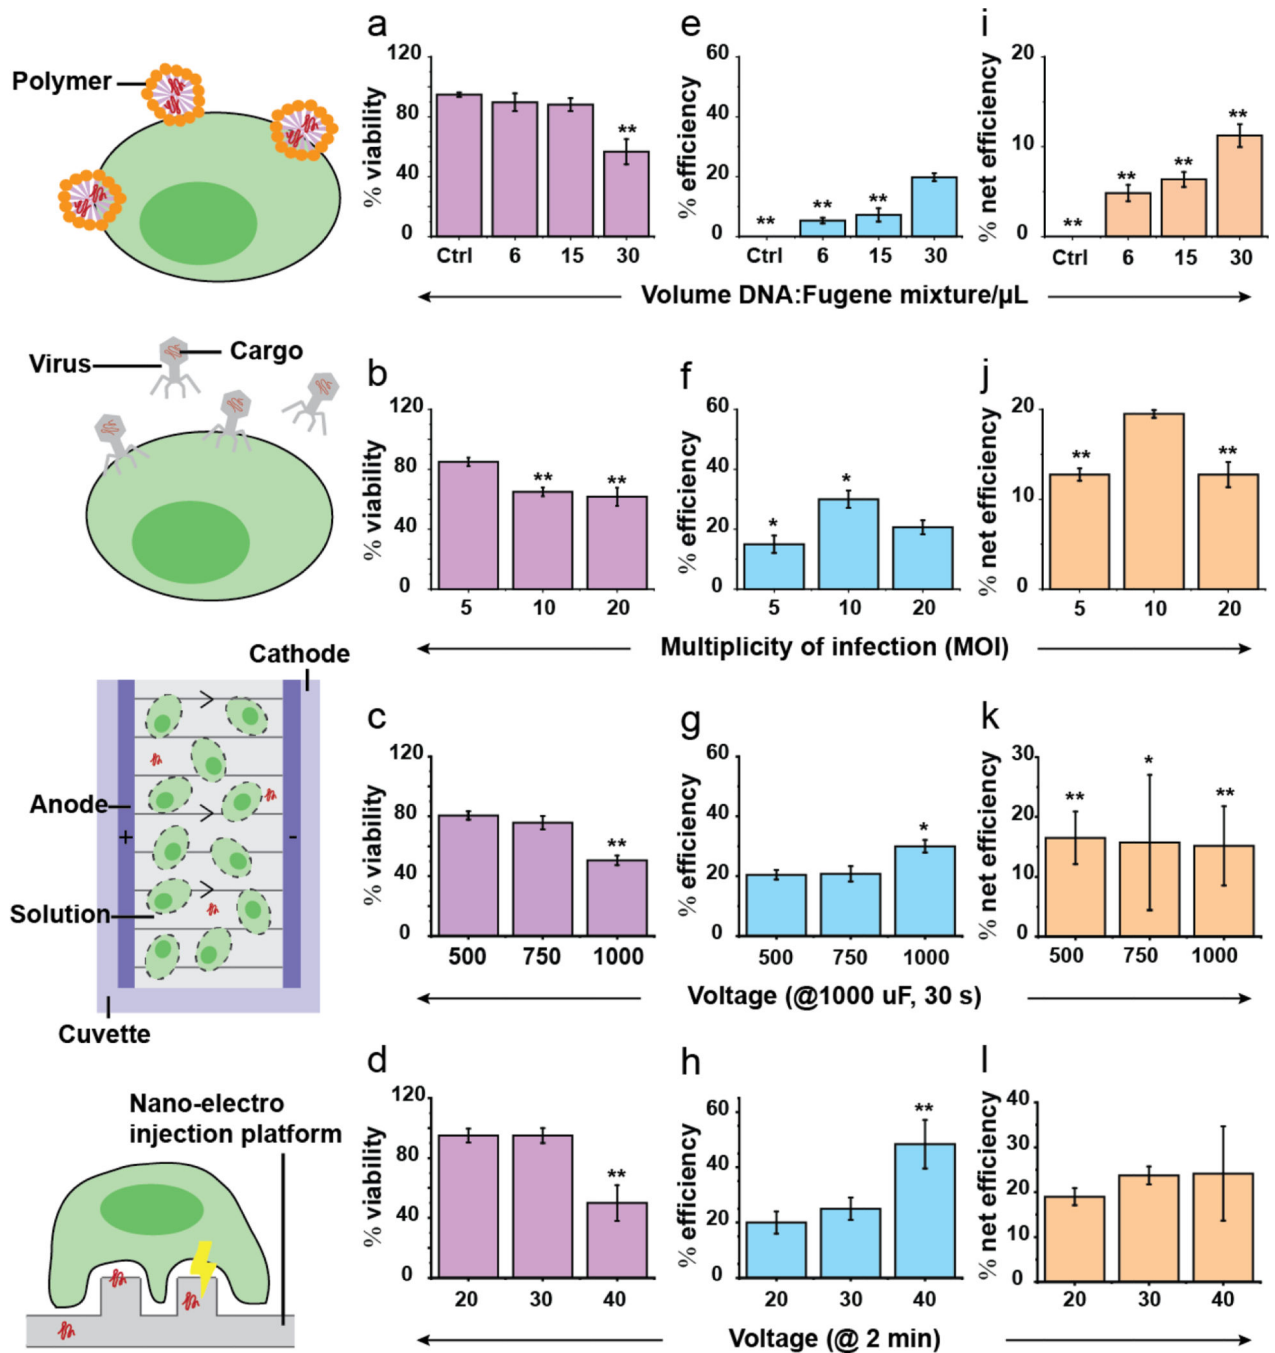 a
e
i
Polymer
120
80
40
0
% viability
**
Ctrl
6
15
30
60
40
20
0
% efficiency
**
**
**
Ctrl
6
15
30
20
10
0
% net efficiency
**
**
**
**
Ctrl
6
15
30
Volume DNA:Fugene mixture/µL
Virus
Cargo
b
f
j
120
80
40
0
% viability
**
**
5
10
20
60
40
20
0
% efficiency
*
*
5
10
20
20
10
0
% net efficiency
**
**
5
10
20
Multiplicity of infection (MOI)
Cathode
Anode
+
-
Solution
Cuvette
c
g
k
120
80
40
0
% viability
**
500
750
1000
60
40
20
0
% efficiency
*
500
750
1000
30
20
10
0
% net efficiency
**
*
**
500
750
1000
Voltage (@1000 uF, 30 s)
Nano-electro
injection platform
d
h
l
120
80
40
0
% viability
**
20
30
40
60
40
20
0
% efficiency
**
20
30
40
40
30
20
10
0
% net efficiency
20
30
40
Voltage (@ 2 min)